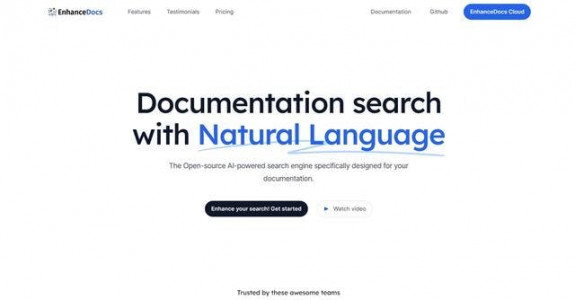 EnhanceDocs Features Testimonials Pricing Documentation Github EnhanceDocs Cloud
Documentation search
with Natural Language
The Open-source AI-powered search engine specifically designed for your
documentation.
Enhance your search! Get started Watch video
Trusted by these awesome teams